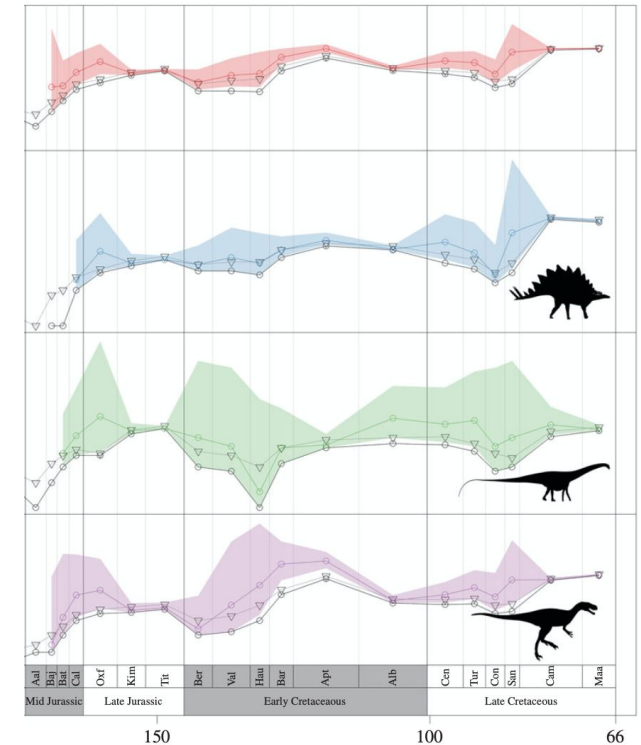 Aal Baj Bat Cal Oxf Kim Tit Ber Val Hau Bar Apt Alb Cen Tur Con San Cam Maa
Mid Jurassic Late Jurassic Early Cretaceaous Late Cretaceous
150 100 66